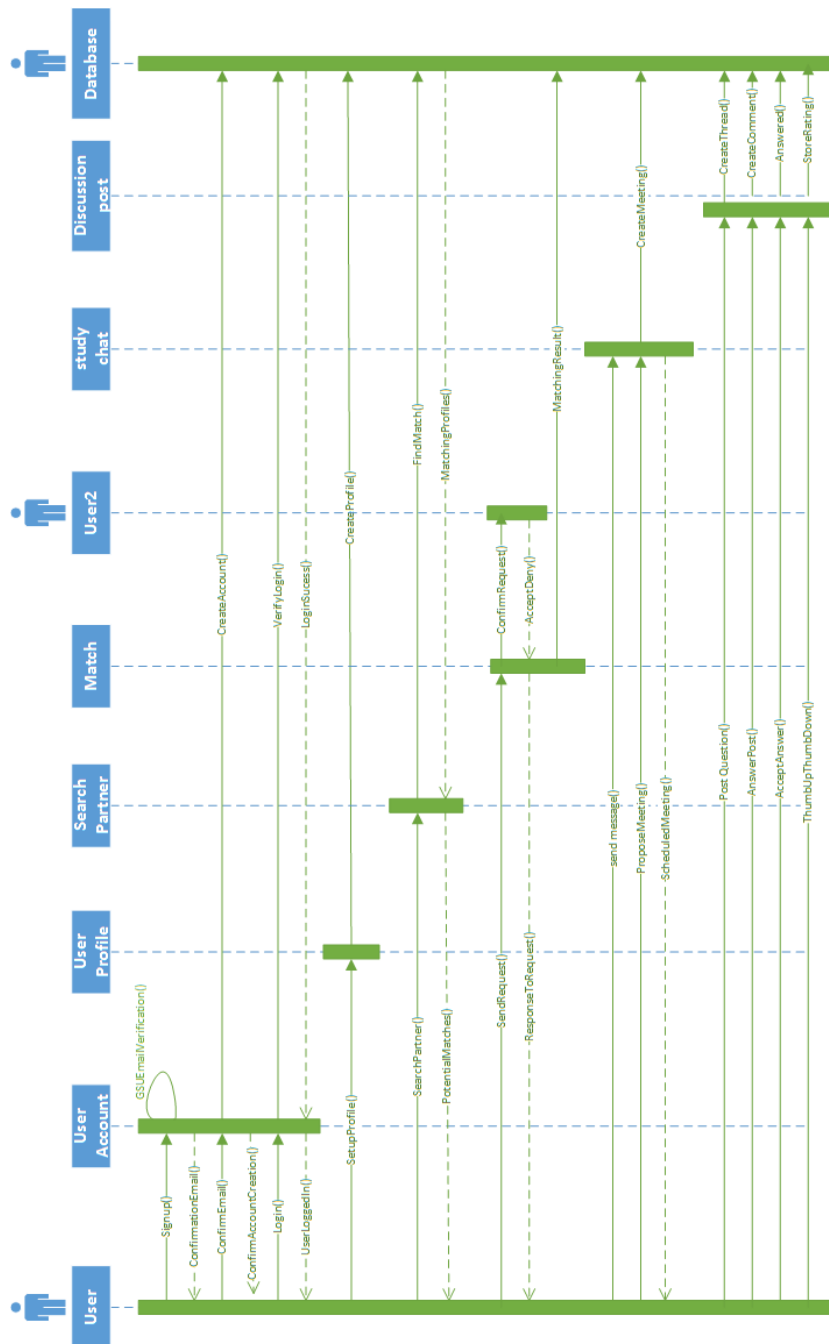 User
User
Account
User
Profile
Search
Partner
Match
User2
study
chat
Discussion
post
Database
GSUEmailVerification()
Signup()
ConfirmationEmail()
ConfirmEmail()
CreateAccount()
ConfirmAccountCreation()
Login()
VerifyLogin()
LoginSucess()
UserLoggedIn()
SetupProfile()
CreateProfile()
SearchPartner()
FindMatch()
MatchingProfiles()
PotentialMatches()
SendRequest()
ConfirmRequest()
AcceptDeny()
ResponseToRequest()
MatchingResult()
send message()
ProposeMeeting()
CreateMeeting()
ScheduledMeeting()
Post Question()
CreateThread()
AnswerPost()
CreateComment()
AcceptAnswer()
Answered()
ThumbUpThumbDown()
StoreRating()